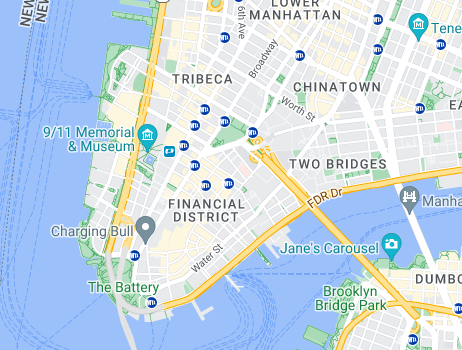 NEW
NEW
LOWER
MANHATTAN
6th Ave
Broadway
Tene
TRIBECA
CHINATOWN
Worth St
EA
9/11 Memorial
& Museum
TWO BRIDGES
FDR Dr
FINANCIAL
DISTRICT
Manha
Charging Bull
Water St
Jane's Carousel
The Battery
DUMBO
Brooklyn
Bridge Park